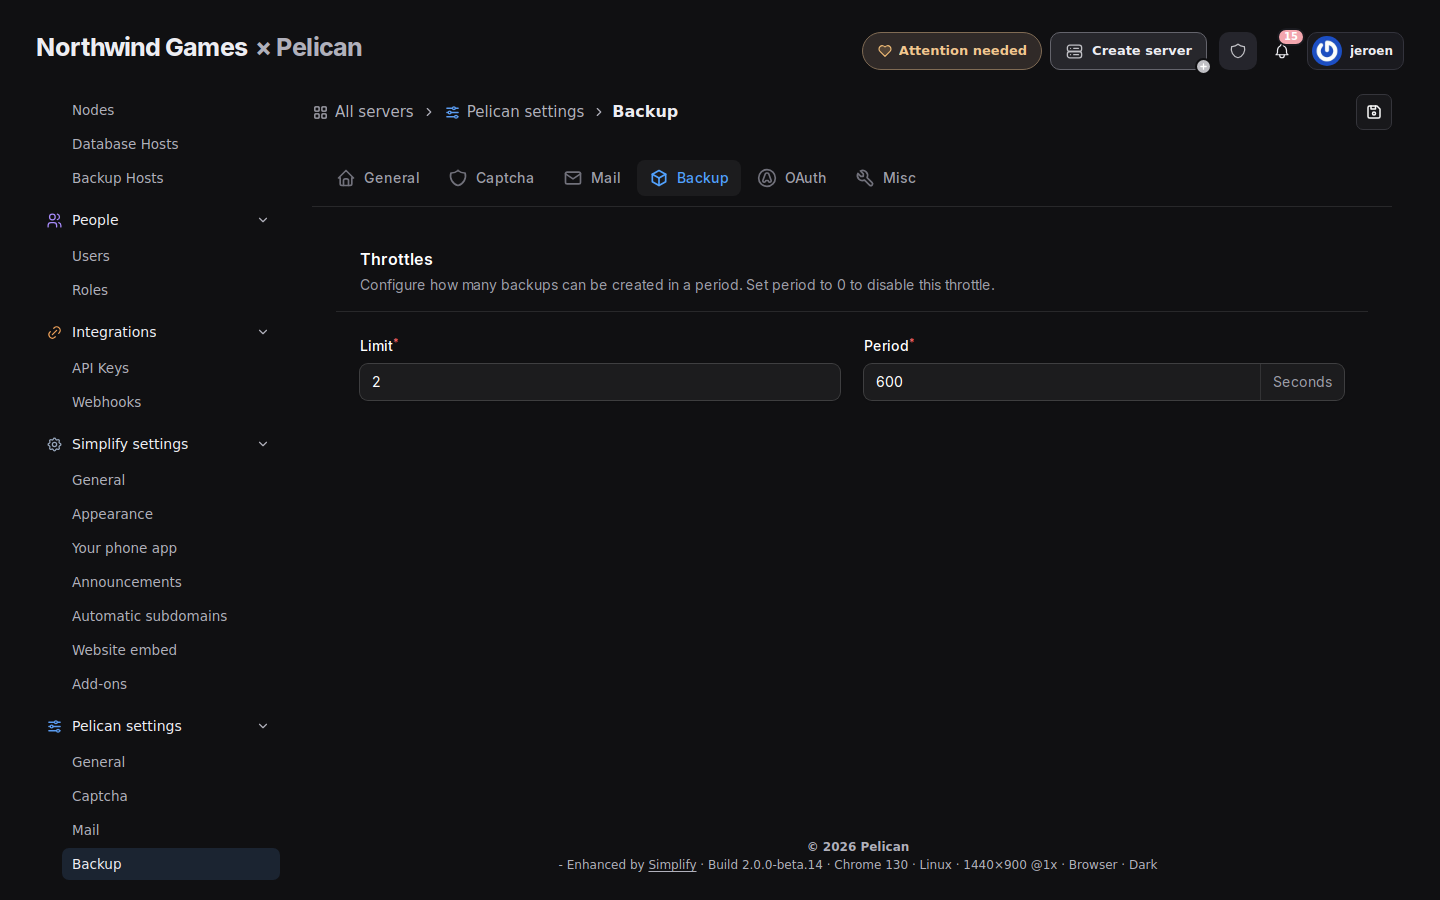 Northwind Games × Pelican
Attention needed
Create server
15
jeroen
Nodes
Database Hosts
Backup Hosts
People
Users
Roles
Integrations
API Keys
Webhooks
Simplify settings
General
Appearance
Your phone app
Announcements
Automatic subdomains
Website embed
Add-ons
Pelican settings
General
Captcha
Mail
Backup
All servers › Pelican settings › Backup
General Captcha Mail Backup OAuth Misc
Throttles
Configure how many backups can be created in a period. Set period to 0 to disable this throttle.
Limit* Period*
2 600 Seconds
© 2026 Pelican
- Enhanced by Simplify · Build 2.0.0-beta.14 · Chrome 130 · Linux · 1440×900 @1x · Browser · Dark